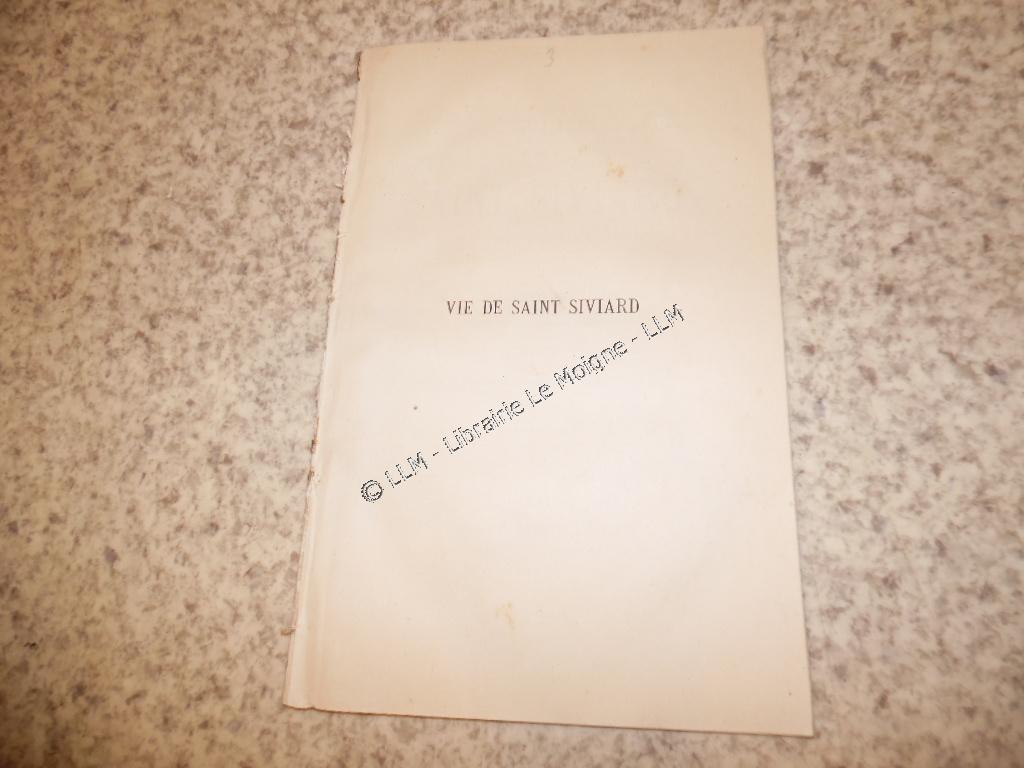 3
VIE DE SAINT SIVIARD
© LLM - Librairie Le Moigne - LLM